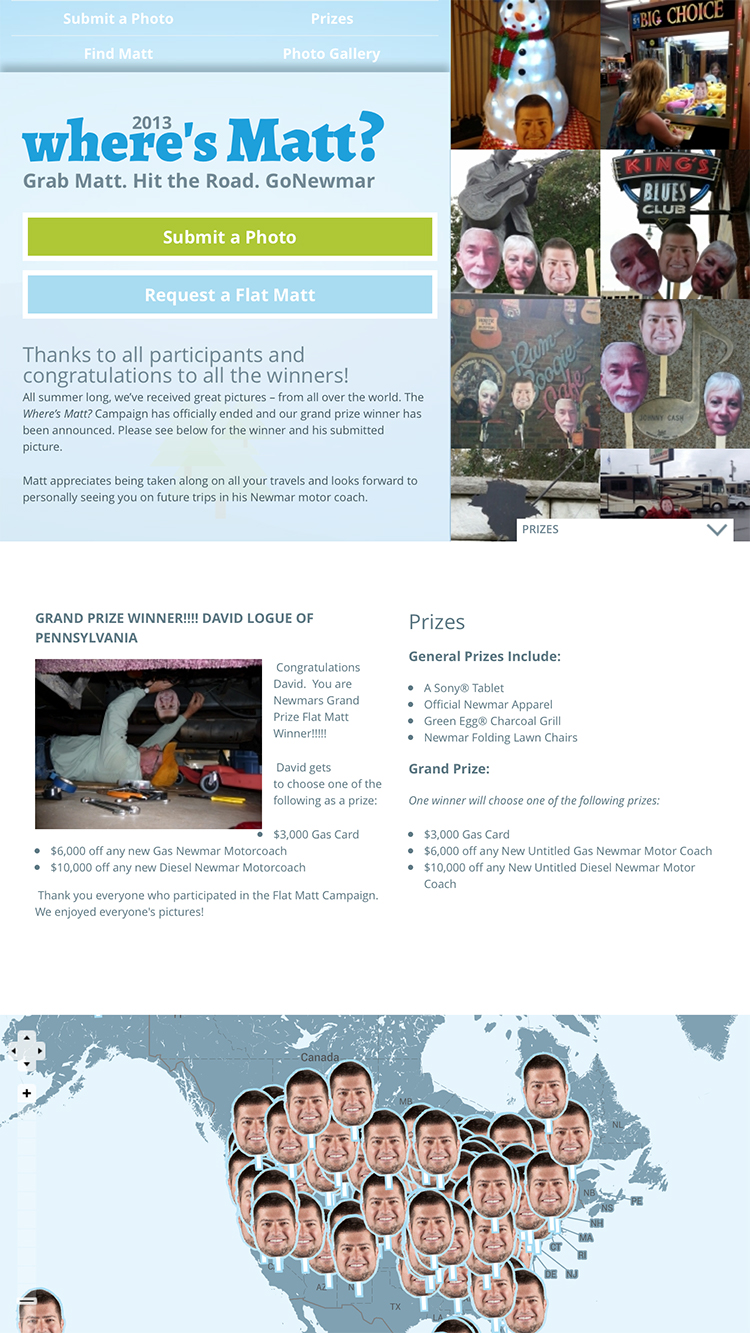 Submit a Photo
Prizes
Find Matt
Photo Gallery
2013
where's Matt?
Grab Matt. Hit the Road. GoNewmar
Submit a Photo
Request a Flat Matt
Thanks to all participants and
congratulations to all the winners!
All summer long, we've received great pictures – from all over the world. The
Where's Matt? Campaign has officially ended and our grand prize winner has
been announced. Please see below for the winner and his submitted
picture.
Matt appreciates being taken along on all your travels and looks forward to
personally seeing you on future trips in his Newmar motor coach.
BIG CHOICE
KING'S
BLUES
CLUB
Rum
Boogie
Cafe
JOHNNY CASH
PRIZES
GRAND PRIZE WINNER!!!! DAVID LOGUE OF
PENNSYLVANIA
Congratulations
David. You are
Newmars Grand
Prize Flat Matt
Winner!!!!!
David gets
to choose one of the
following as a prize:
$3,000 Gas Card
$6,000 off any new Gas Newmar Motorcoach
$10,000 off any new Diesel Newmar Motorcoach
Thank you everyone who participated in the Flat Matt Campaign.
We enjoyed everyone's pictures!
Prizes
General Prizes Include:
A Sony® Tablet
Official Newmar Apparel
Green Egg® Charcoal Grill
Newmar Folding Lawn Chairs
Grand Prize:
One winner will choose one of the following prizes:
$3,000 Gas Card
$6,000 off any New Untitled Gas Newmar Motor Coach
$10,000 off any New Untitled Diesel Newmar Motor
Coach
Canada
MB
NL
NB
PE
NS
NH
MA
CT
RI
DE
NJ
AZ
TX
LA